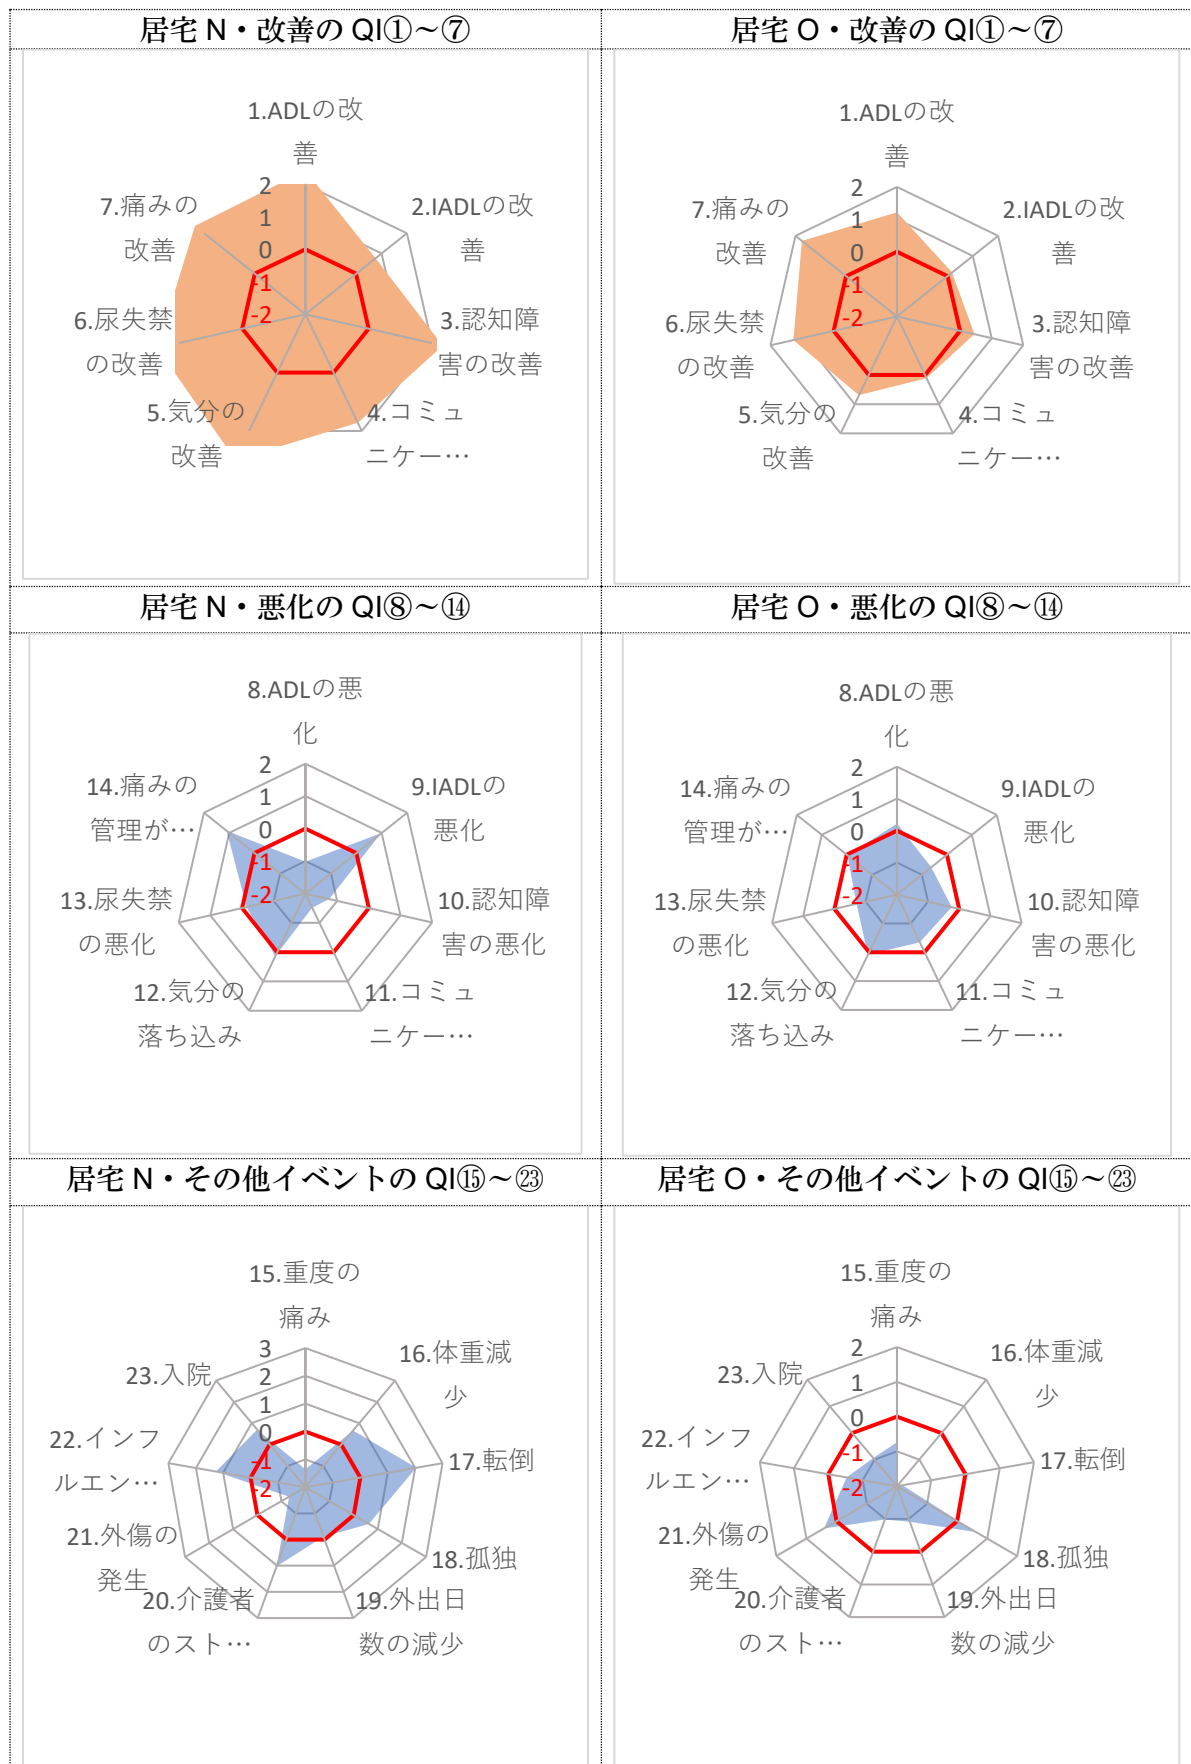 居宅 N・改善の QI①～⑦
居宅 O・改善の QI①～⑦
1.ADLの改
善
2
1
0
-1
-2
2.IADLの改
善
3.認知障
害の改善
4.コミュ
ニケー…
5.気分の
改善
6.尿失禁
の改善
7.痛みの
改善
1.ADLの改
善
2
1
0
-1
-2
2.IADLの改
善
3.認知障
害の改善
4.コミュ
ニケー…
5.気分の
改善
6.尿失禁
の改善
7.痛みの
改善
居宅 N・悪化の QI⑧～⑭
居宅 O・悪化の QI⑧～⑭
8.ADLの悪
化
2
1
0
-1
-2
9.IADLの
悪化
10.認知障
害の悪化
11.コミュ
ニケー…
12.気分の
落ち込み
13.尿失禁
の悪化
14.痛みの
管理が…
8.ADLの悪
化
2
1
0
-1
-2
9.IADLの
悪化
10.認知障
害の悪化
11.コミュ
ニケー…
12.気分の
落ち込み
13.尿失禁
の悪化
14.痛みの
管理が…
居宅 N・その他イベントの QI⑮～㉓
居宅 O・その他イベントの QI⑮～㉓
15.重度の
痛み
3
2
1
0
-1
-2
16.体重減
少
17.転倒
18.孤独
19.外出日
数の減少
20.介護者
のスト…
21.外傷の
発生
22.インフ
ルエン…
23.入院
15.重度の
痛み
2
1
0
-1
-2
16.体重減
少
17.転倒
18.孤独
19.外出日
数の減少
20.介護者
のスト…
21.外傷の
発生
22.インフ
ルエン…
23.入院